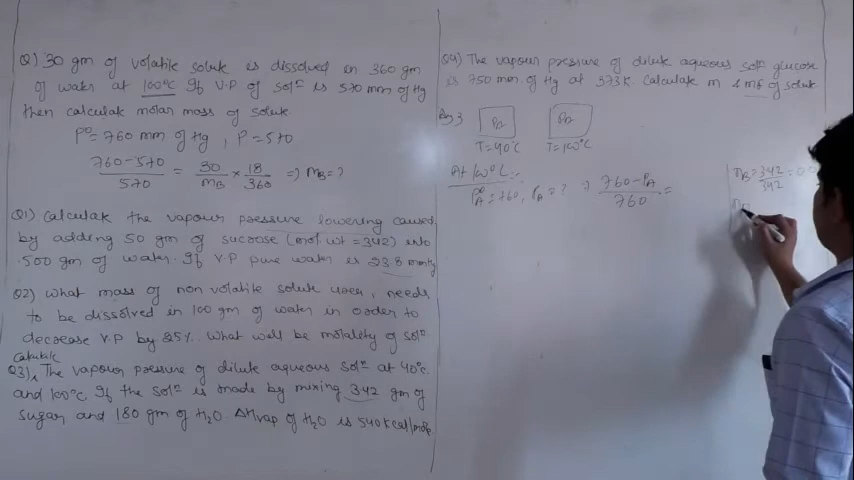 Q) 30 gm of volatile solute is dissolved in 360 gm
of water at 100°C If V.P of solⁿ is 570 mm of Hg
then calculate molar mass of solute
P° = 760 mm of Hg , P = 570
760-570 / 570 = 30 / MB × 18 / 360 => MB = ?
Q1) Calculate the vapour pressure lowering caused
by adding 50 gm of sucrose (mol. wt = 342) into
500 gm of water. If V.P pure water is 23.8 mmHg
Q2) What mass of non volatile solute urea, needs
to be dissolved in 100 gm of water in order to
decrease V.P by 25%. What will be molality of solⁿ
Calculate
Q3) The vapour pressure of dilute aqueous solⁿ at 40°c
and 100°c If the solⁿ is made by mixing 342 gm of
sugar and 180 gm of H2O. ΔHvap of H2O is 540 kcal/mole
Q4) The vapour pressure of dilute aqueous solⁿ glucose
is 750 mm of Hg at 373K Calculate m & mf of solute
Ans 3
PA PA
T = 40°C T = 100°C
At 100°C :-
P°A = 760, PA = ? => 760-PA / 760 =
nB = 342 / 342 =